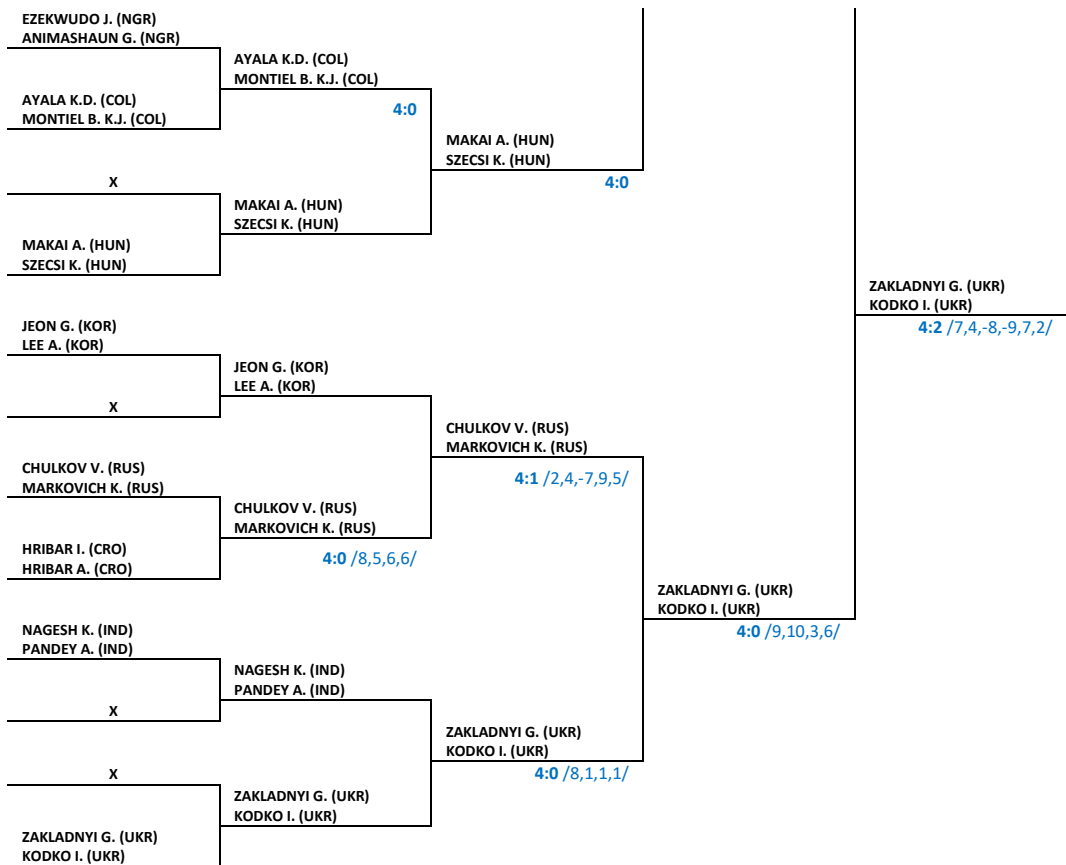 EZEKWUDO J. (NGR)
ANIMASHAUN G. (NGR)
AYALA K.D. (COL)
MONTIEL B. K.J. (COL)
X
MAKAI A. (HUN)
SZECSI K. (HUN)
JEON G. (KOR)
LEE A. (KOR)
X
CHULKOV V. (RUS)
MARKOVICH K. (RUS)
HRIBAR I. (CRO)
HRIBAR A. (CRO)
NAGESH K. (IND)
PANDEY A. (IND)
X
X
ZAKLADNYI G. (UKR)
KODKO I. (UKR)
AYALA K.D. (COL)
MONTIEL B. K.J. (COL)
4:0
MAKAI A. (HUN)
SZECSI K. (HUN)
JEON G. (KOR)
LEE A. (KOR)
CHULKOV V. (RUS)
MARKOVICH K. (RUS)
4:0 /8,5,6,6/
NAGESH K. (IND)
PANDEY A. (IND)
ZAKLADNYI G. (UKR)
KODKO I. (UKR)
MAKAI A. (HUN)
SZECSI K. (HUN)
4:0
CHULKOV V. (RUS)
MARKOVICH K. (RUS)
4:1 /2,4,-7,9,5/
ZAKLADNYI G. (UKR)
KODKO I. (UKR)
4:0 /8,1,1,1/
ZAKLADNYI G. (UKR)
KODKO I. (UKR)
4:0 /9,10,3,6/
ZAKLADNYI G. (UKR)
KODKO I. (UKR)
4:2 /7,4,-8,-9,7,2/